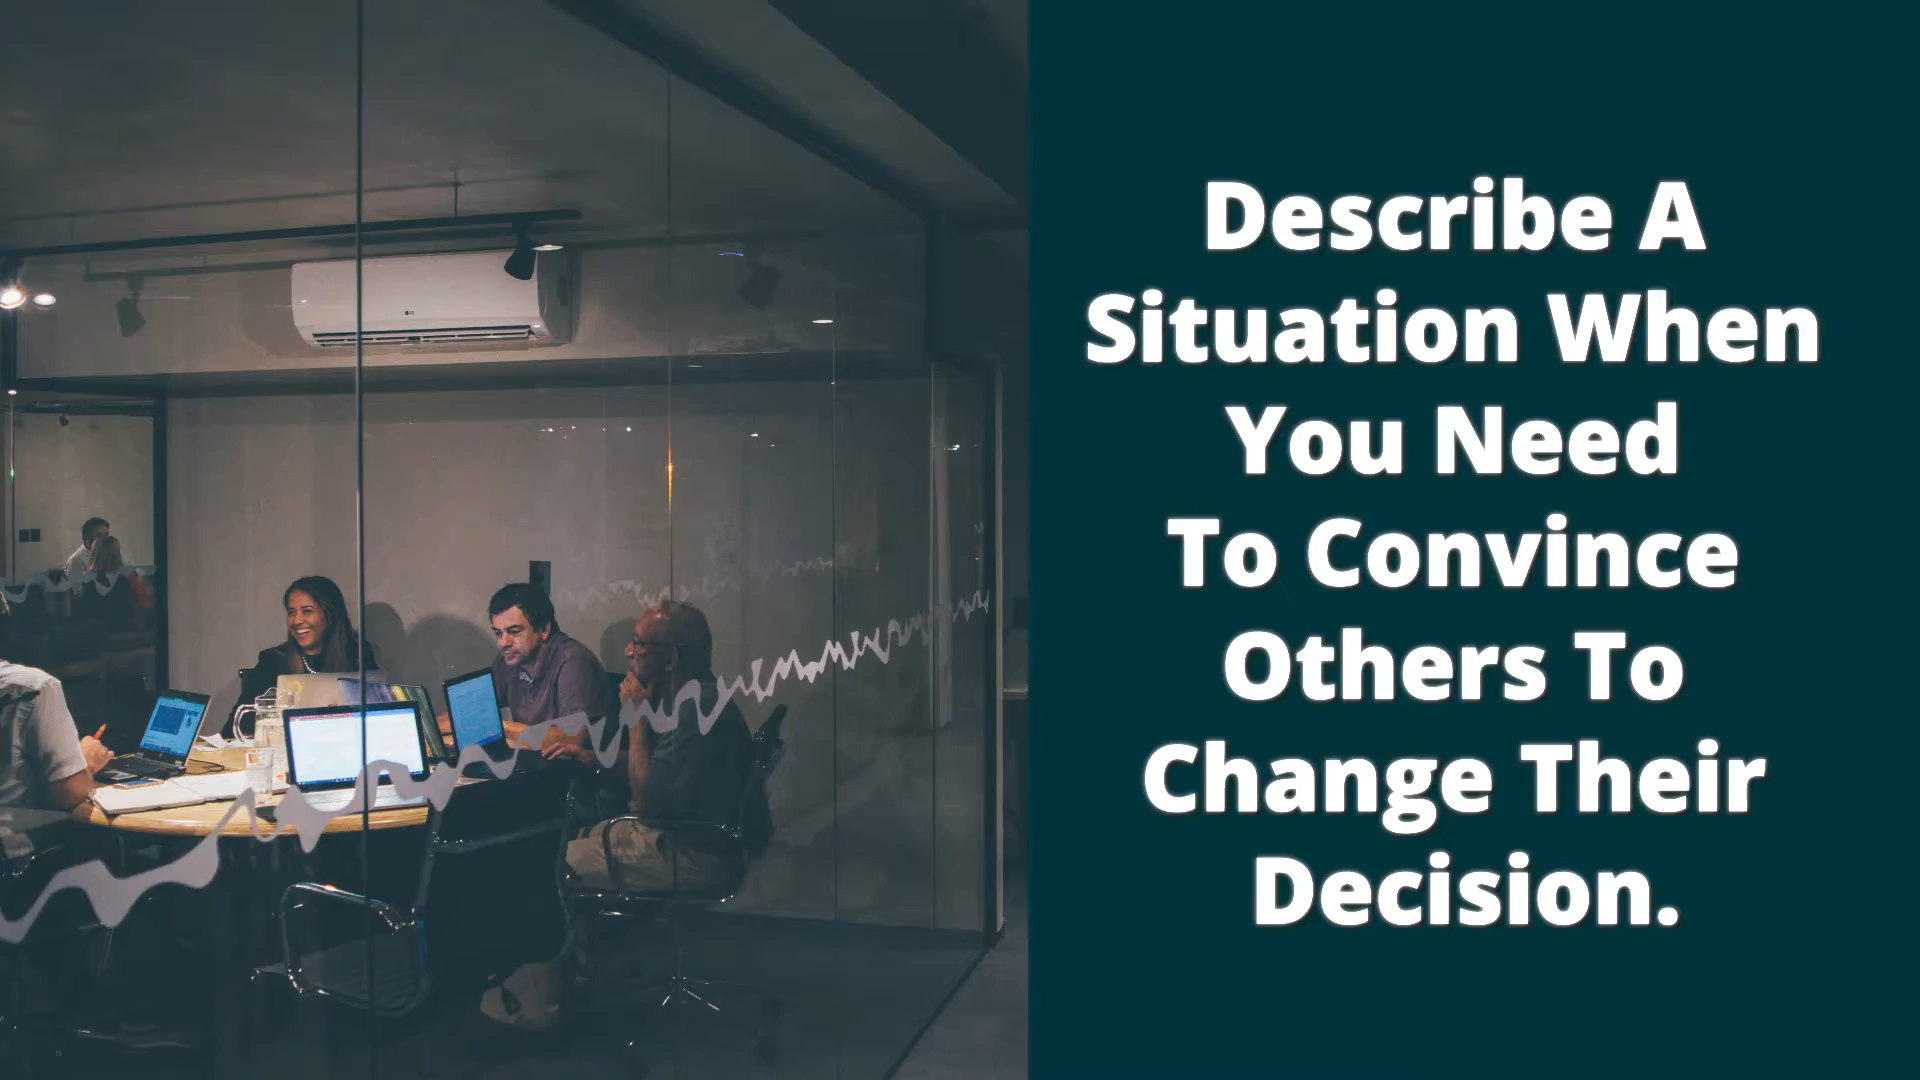 Describe A
Situation When
You Need
To Convince
Others To
Change Their
Decision.